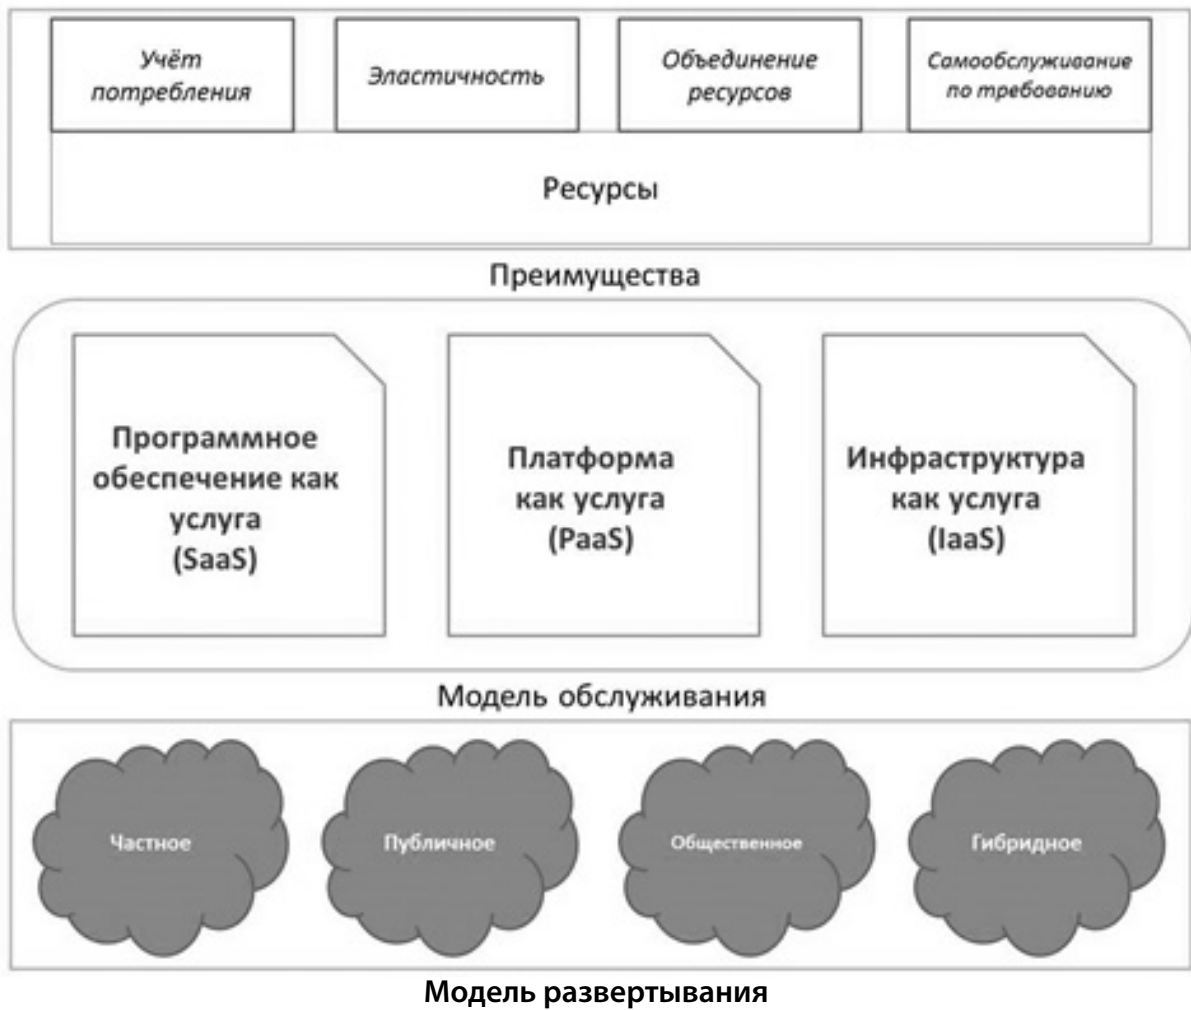 Учёт
потребления
Эластичность
Объединение
ресурсов
Самообслуживание
по требованию
Ресурсы
Преимущества
Программное
обеспечение как
услуга
(SaaS)
Платформа
как услуга
(PaaS)
Инфраструктура
как услуга
(IaaS)
Модель обслуживания
Частное
Публичное
Общественное
Гибридное
Модель развертывания